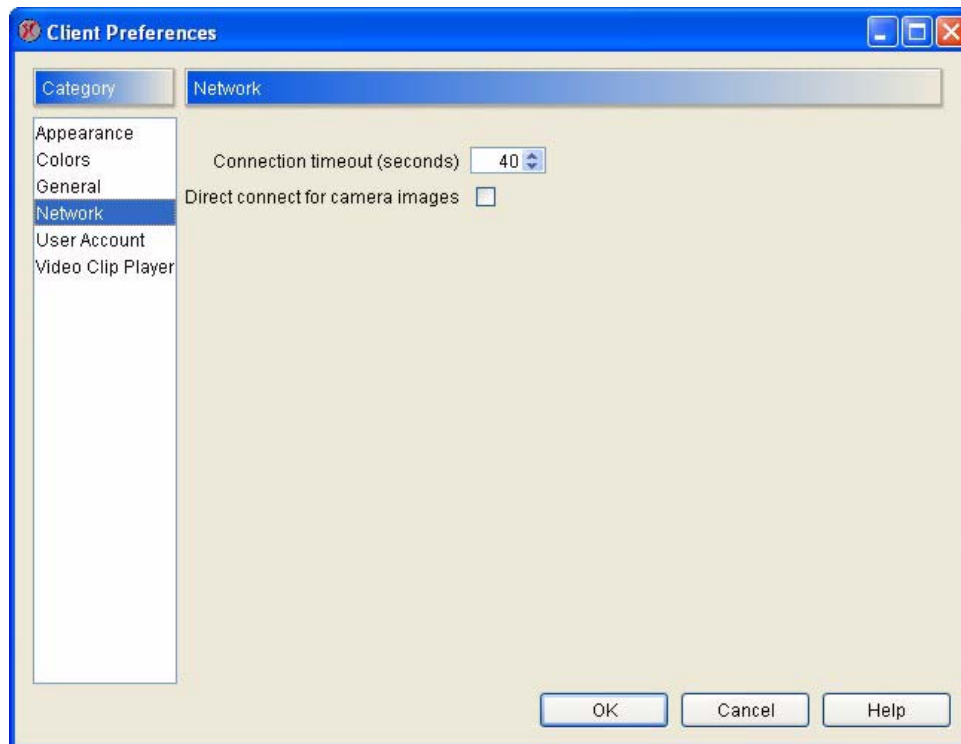 Client Preferences
Category
Network
Appearance
Colors
General
Network
User Account
Video Clip Player
Connection timeout (seconds) 40
Direct connect for camera images
OK
Cancel
Help